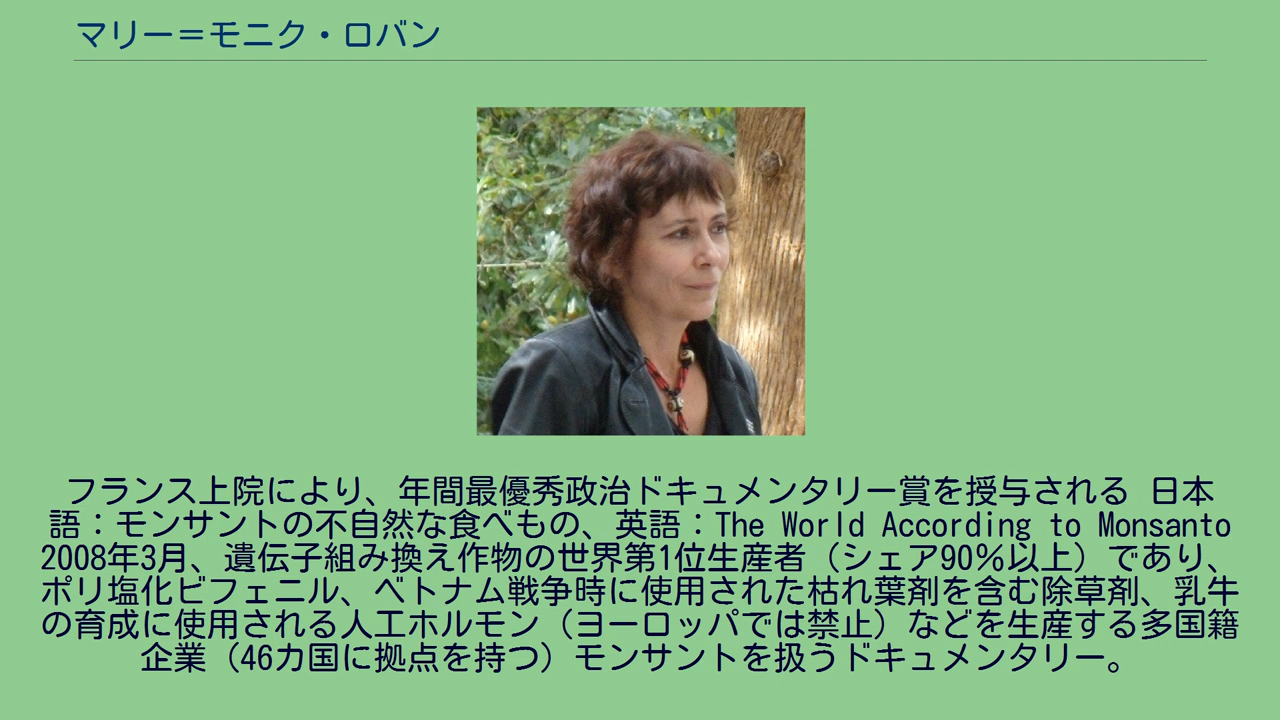 マリー＝モニク・ロバン
フランス上院により、年間最優秀政治ドキュメンタリー賞を授与される 日本
語：モンサントの不自然な食べもの、英語：The World According to Monsanto
2008年3月、遺伝子組み換え作物の世界第1位生産者（シェア90％以上）であり、
ポリ塩化ビフェニル、ベトナム戦争時に使用された枯れ葉剤を含む除草剤、乳牛
の育成に使用される人工ホルモン（ヨーロッパでは禁止）などを生産する多国籍
企業（46カ国に拠点を持つ）モンサントを扱うドキュメンタリー。